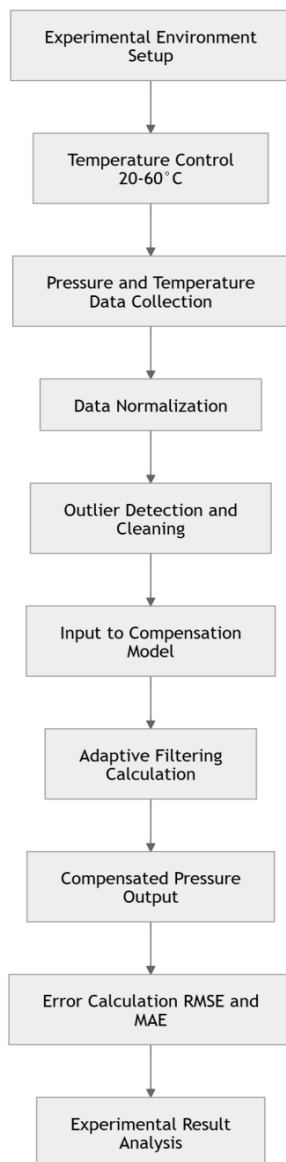 Experimental Environment
Setup
Temperature Control
20-60°C
Pressure and Temperature
Data Collection
Data Normalization
Outlier Detection and
Cleaning
Input to Compensation
Model
Adaptive Filtering
Calculation
Compensated Pressure
Output
Error Calculation RMSE and
MAE
Experimental Result
Analysis